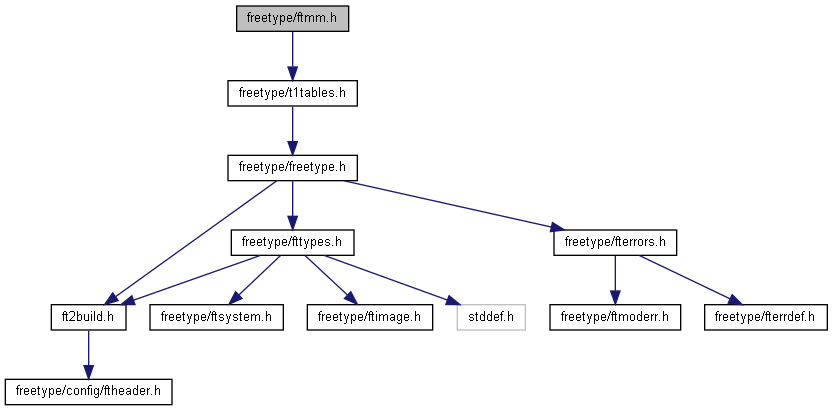 freetype/ftmm.h
freetype/t1tables.h
freetype/freetype.h
freetype/fttypes.h
freetype/fterrors.h
ft2build.h
freetype/ftsystem.h
freetype/ftimage.h
stddef.h
freetype/ftmoderr.h
freetype/fterrdef.h
freetype/config/ftheader.h